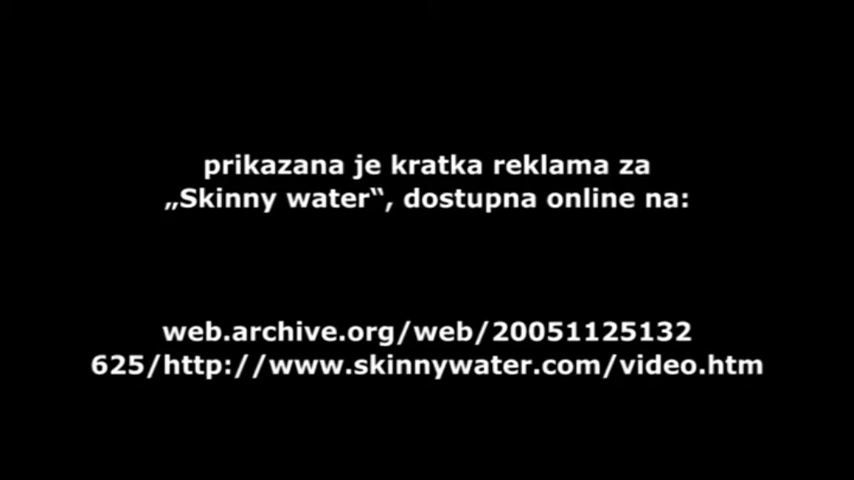 prikazana je kratka reklama za
„Skinny water“, dostupna online na:
web.archive.org/web/20051125132
625/http://www.skinnywater.com/video.htm